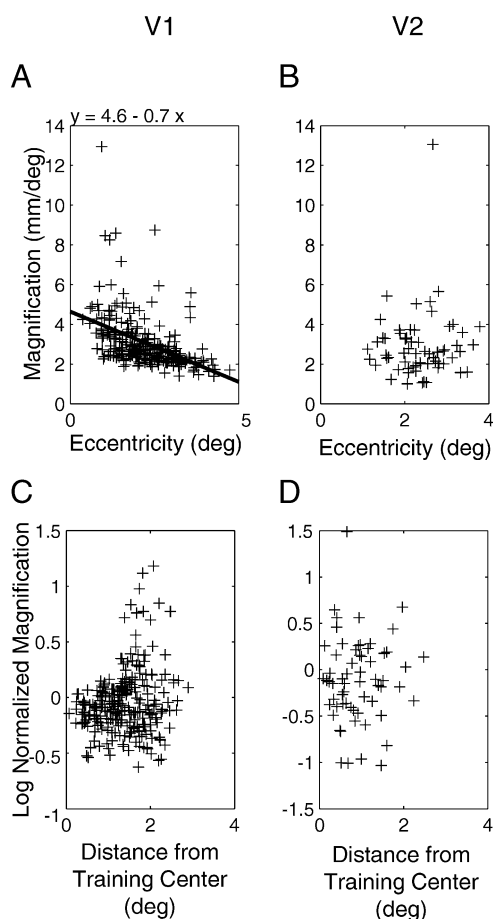 V1
V2
A
B
y = 4.6 - 0.7 x
Magnification (mm/deg)
14
12
10
8
6
4
2
0
0
5
Eccentricity (deg)
14
12
10
8
6
4
2
0
0
2
4
Eccentricity (deg)
C
D
Log Normalized Magnification
1.5
1
0.5
0
-0.5
-1
0
2
4
Distance from
Training Center
(deg)
1.5
1
0.5
0
-0.5
-1
-1.5
0
2
4
Distance from
Training Center
(deg)